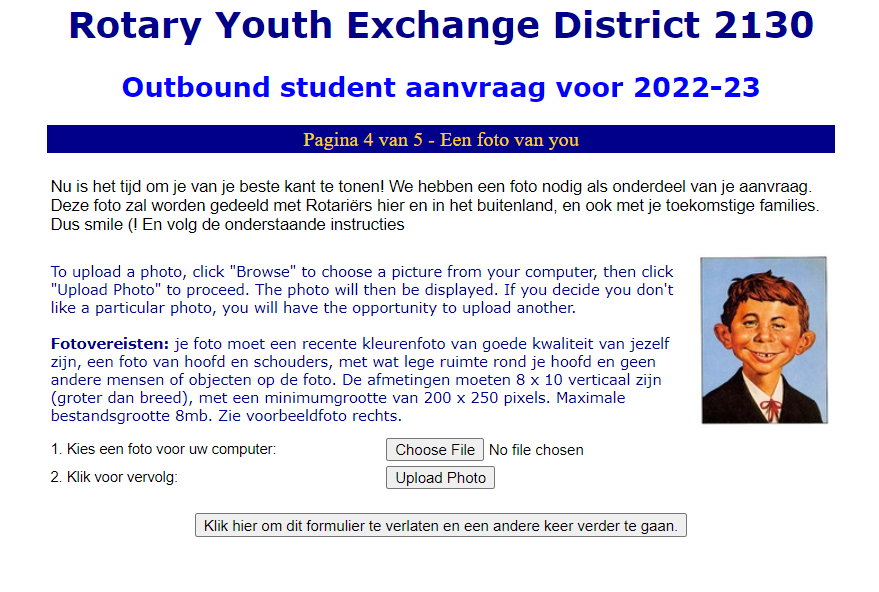 Rotary Youth Exchange District 2130
Outbound student aanvraag voor 2022-23
Pagina 4 van 5 - Een foto van you
Nu is het tijd om je van je beste kant te tonen! We hebben een foto nodig als onderdeel van je aanvraag.
Deze foto zal worden gedeeld met Rotariërs hier en in het buitenland, en ook met je toekomstige families.
Dus smile (! En volg de onderstaande instructies
To upload a photo, click "Browse" to choose a picture from your computer, then click
"Upload Photo" to proceed. The photo will then be displayed. If you decide you don't
like a particular photo, you will have the opportunity to upload another.
Fotovereisten: je foto moet een recente kleurenfoto van goede kwaliteit van jezelf
zijn, een foto van hoofd en schouders, met wat lege ruimte rond je hoofd en geen
andere mensen of objecten op de foto. De afmetingen moeten 8 x 10 verticaal zijn
(groter dan breed), met een minimumgrootte van 200 x 250 pixels. Maximale
bestandsgrootte 8mb. Zie voorbeeldfoto rechts.
1. Kies een foto voor uw computer: Choose File No file chosen
2. Klik voor vervolg: Upload Photo
Klik hier om dit formulier te verlaten en een andere keer verder te gaan.